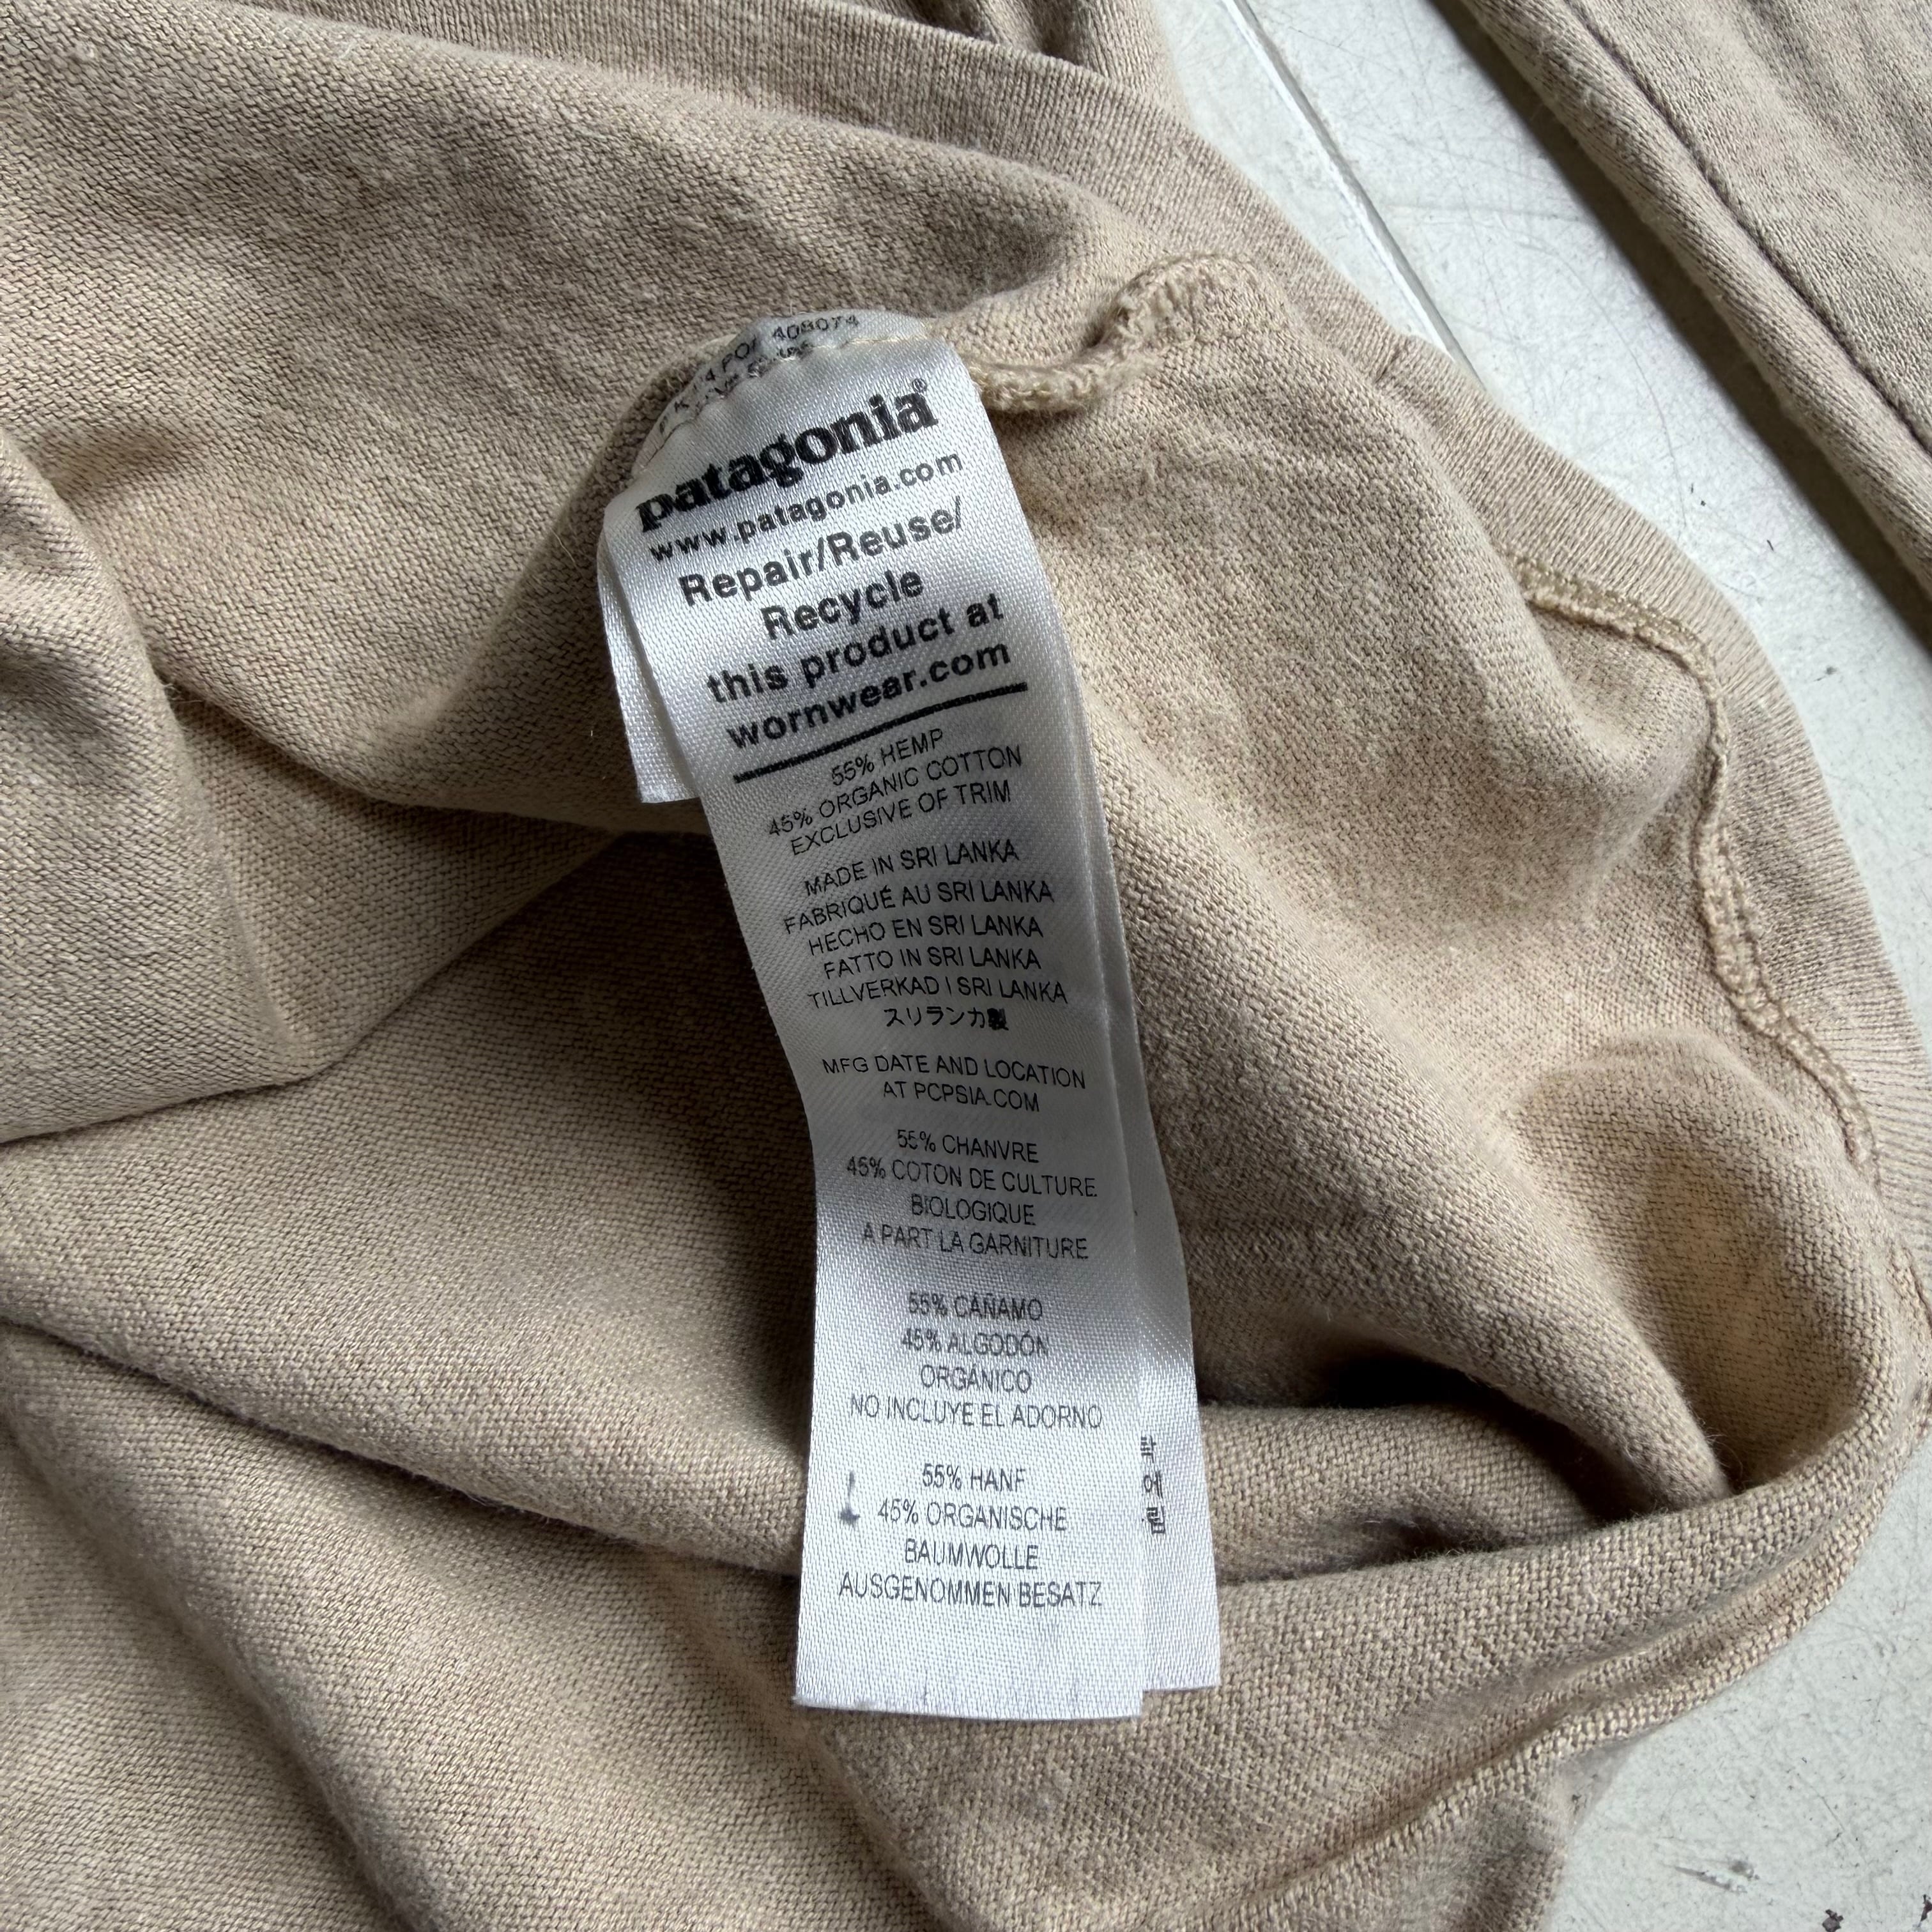 408074
patagonia®
www.patagonia.com
Repair/Reuse/
Recycle
this product at
wornwear.com
55% HEMP
45% ORGANIC COTTON
EXCLUSIVE OF TRIM
MADE IN SRI LANKA
FABRIQUÉ AU SRI LANKA
HECHO EN SRI LANKA
FATTO IN SRI LANKA
TILLVERKAD I SRI LANKA
スリランカ製
MFG DATE AND LOCATION
AT PCPSIA.COM
55% CHANVRE
45% COTON DE CULTURE
BIOLOGIQUE
A PART LA GARNITURE
55% CÁÑAMO
45% ALGODÓN
ORGÁNICO
NO INCLUYE EL ADORNO
55% HANF
45% ORGANISCHE
BAUMWOLLE
AUSGENOMMEN BESATZ